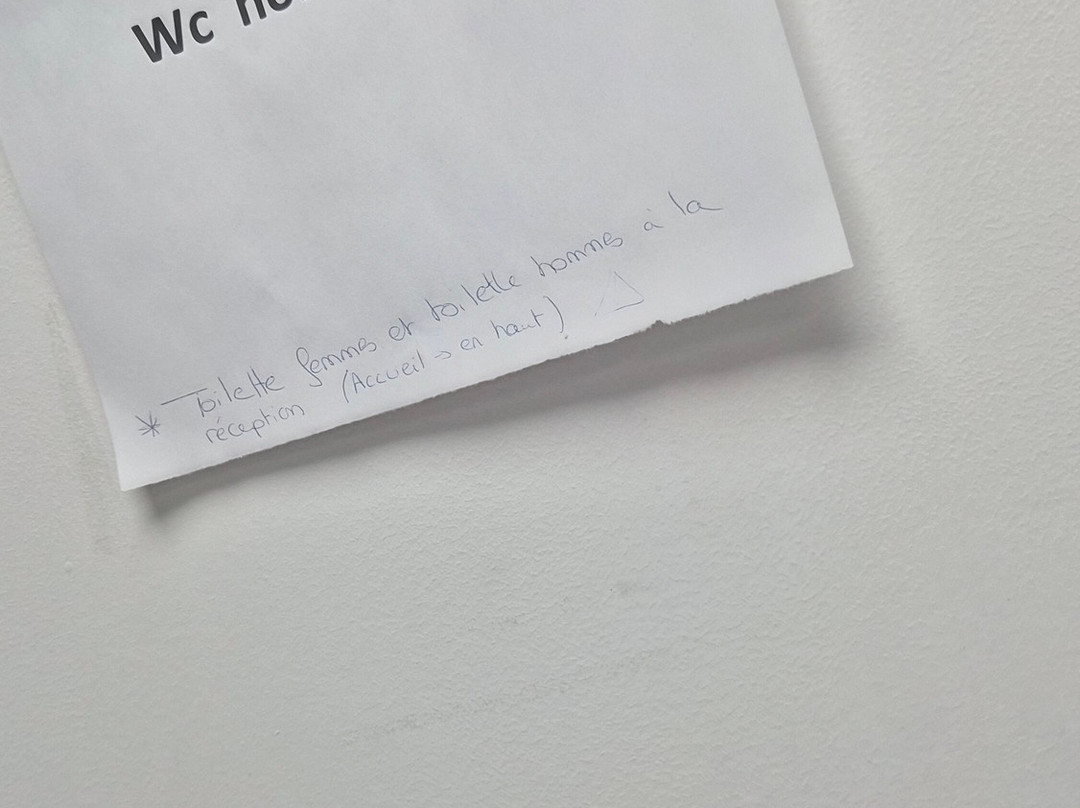 Wc
* Toilette femmes et toilette hommes à la
réception (Accueil → en haut)